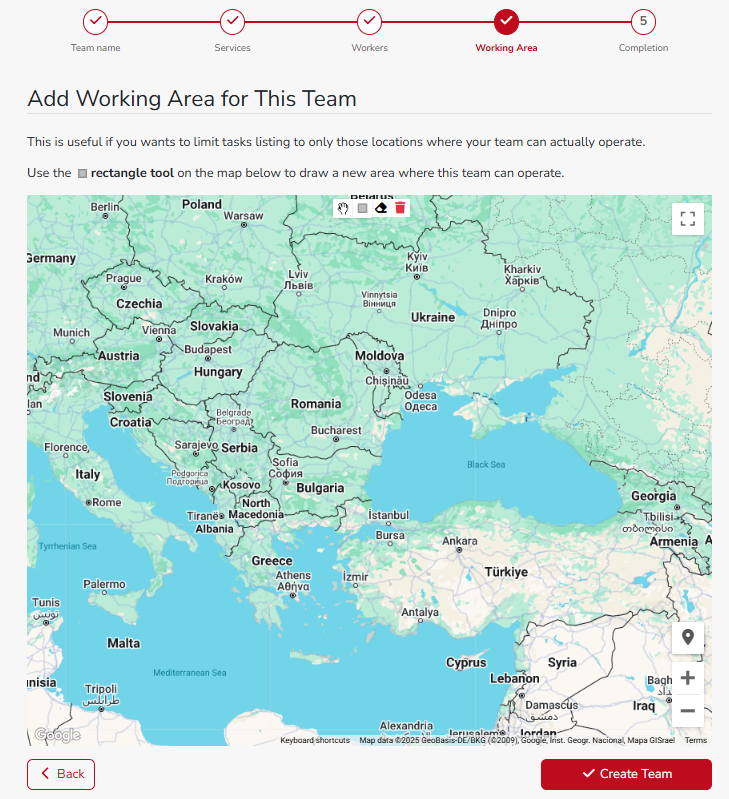 5
Team name
Services
Workers
Working Area
Completion
Add Working Area for This Team
This is useful if you wants to limit tasks listing to only those locations where your team can actually operate.
Use the rectangle tool on the map below to draw a new area where this team can operate.
Belarus
Berlin
Poland
Warsaw
Germany
Prague
Kraków
Lviv
Львів
Kyiv
Київ
Kharkiv
Харків
Czechia
Vinnytsia
Вінниця
Ukraine
Dnipro
Дніпро
Munich
Vienna
Slovakia
Austria
Budapest
Hungary
Moldova
Chișinău
Slovenia
Croatia
Romania
Odesa
Одеса
Belgrade
Београд
Bucharest
Florence
Sarajevo
Serbia
Black Sea
Italy
Podgorica
Подгорица
Sofia
София
Kosovo
Bulgaria
Georgia
Rome
Tiranë
North
Macedonia
Albania
İstanbul
Tbilisi
თბილისი
Bursa
Ankara
Armenia
A
Tyrrhenian Sea
Greece
Athens
Αθήνα
İzmir
Türkiye
Palermo
Tunis
تونس
Antalya
Malta
Cyprus
Syria
Lebanon
Mediterranean Sea
nisia
Tripoli
طرابلس
Damascus
دمشق
Iraq
Bagh
Alexandria
Jerusalem
Jordan
Google
Keyboard shortcuts
Map data ©2025 GeoBasis-DE/BKG (©2009), Google, Inst. Geogr. Nacional, Mapa GISrael
Terms
Back
Create Team